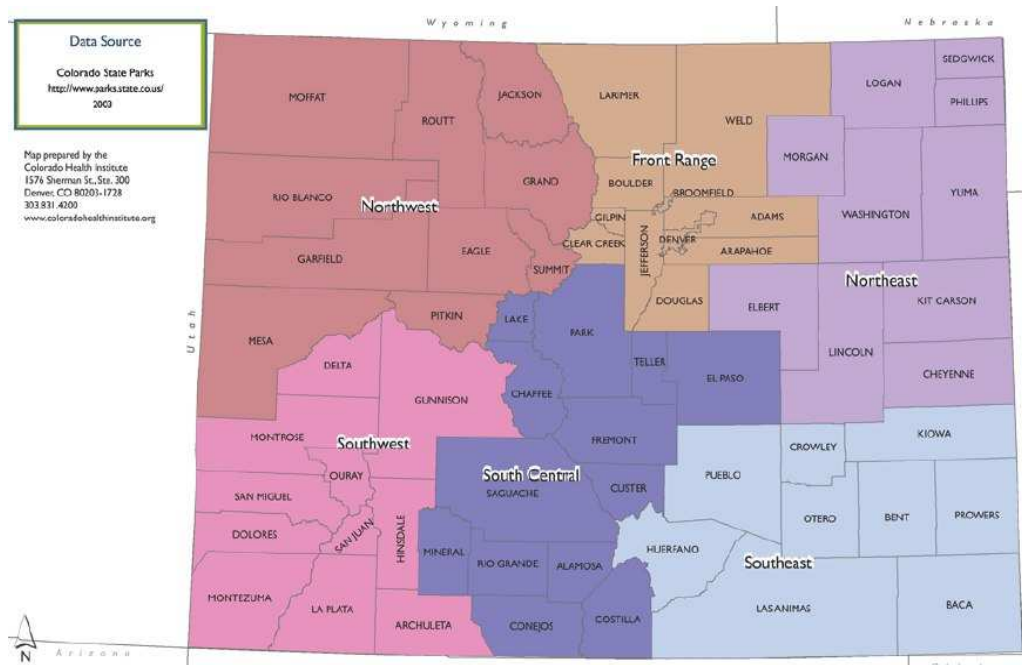 Wyoming
Nebraska
Data Source
Colorado State Parks
http://www.parks.state.co.us/
2003
Map prepared by the
Colorado Health Institute
1576 Sherman St., Ste. 300
Denver, CO 80203-1728
303.831.4200
www.coloradohealthinstitute.org
MOFFAT
ROUTT
JACKSON
LARIMER
WELD
LOGAN
SEDGWICK
PHILLIPS
MORGAN
Front Range
GRAND
BOULDER
BROOMFIELD
RIO BLANCO
Northwest
GILPIN
ADAMS
WASHINGTON
YUMA
CLEAR CREEK
JEFFERSON
DENVER
ARAPAHOE
GARFIELD
EAGLE
SUMMIT
DOUGLAS
ELBERT
Northeast
KIT CARSON
Utah
MESA
PITKIN
LAKE
PARK
TELLER
EL PASO
LINCOLN
CHEYENNE
DELTA
GUNNISON
CHAFFEE
MONTROSE
Southwest
FREMONT
CROWLEY
KIOWA
OURAY
South Central
SAGUACHE
CUSTER
PUEBLO
SAN MIGUEL
OTERO
BENT
PROWERS
DOLORES
SAN JUAN
HINSDALE
MINERAL
RIO GRANDE
ALAMOSA
HUERFANO
Southeast
MONTEZUMA
LA PLATA
ARCHULETA
CONEJOS
COSTILLA
LAS ANIMAS
BACA
N
Arizona